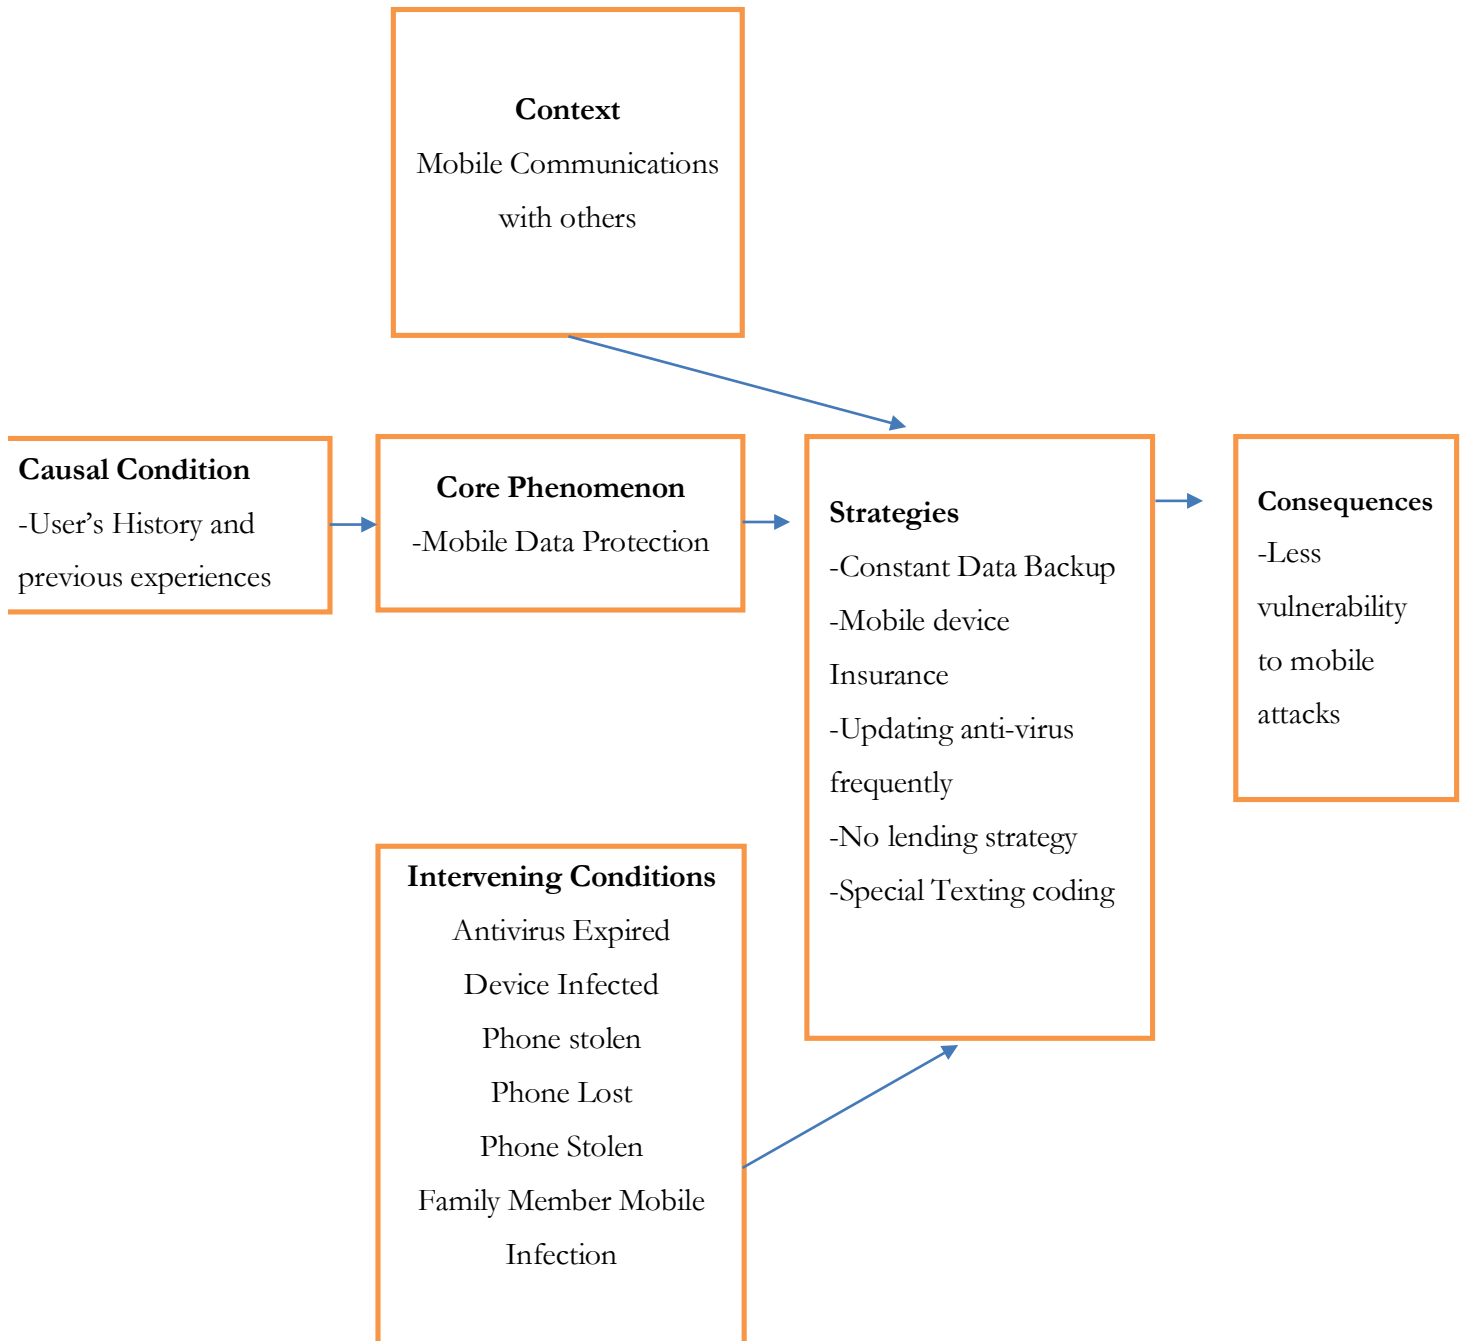 Context
Mobile Communications
with others
Causal Condition
-User’s History and
previous experiences
Core Phenomenon
-Mobile Data Protection
Strategies
-Constant Data Backup
-Mobile device
Insurance
-Updating anti-virus
frequently
-No lending strategy
-Special Texting coding
Consequences
-Less
vulnerability
to mobile
attacks
Intervening Conditions
Antivirus Expired
Device Infected
Phone stolen
Phone Lost
Phone Stolen
Family Member Mobile
Infection